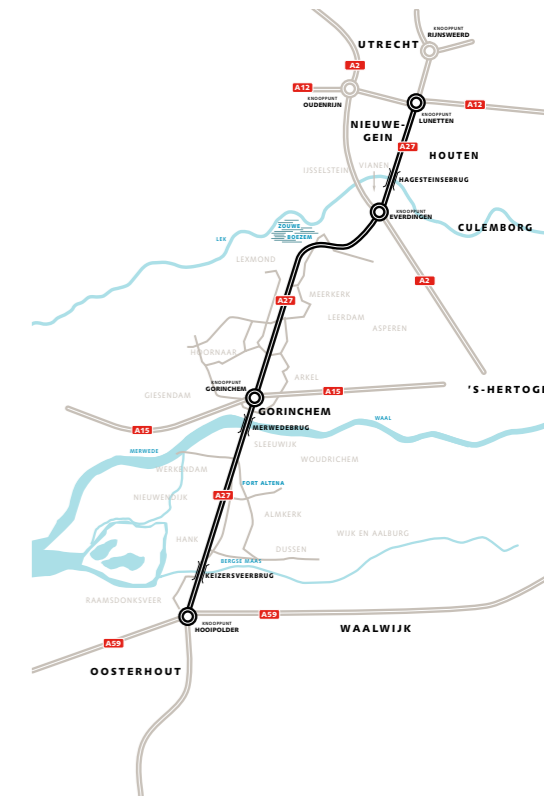 KNOOPPUNT
RIJNSWEERD
UTRECHT
A2
A12
KNOOPPUNT
OUDENRIJN
A12
KNOOPPUNT
LUNETTEN
NIEUWE-
GEIN
A27
HOUTEN
VIANEN
IJSSELSTEIN
HAGESTEINSEBRUG
KNOOPPUNT
EVERDINGEN
CULEMBORG
ZOUWE
BOEZEM
LEK
LEXMOND
A2
A27
MEERKERK
LEERDAM
ASPEREN
HOORNAAR
ARKEL
KNOOPPUNT
GORINCHEM
A15
'S-HERTOG
GIESENDAM
GORINCHEM
WAAL
MERWEDEBRUG
A15
SLEEUWIJK
MERWEDE
WOUDRICHEM
WERKENDAM
FORT ALTENA
A27
NIEUWENDIJK
ALMKERK
WIJK EN AALBURG
HANK
DUSSEN
BERGSE MAAS
KEIZERSVEERBRUG
RAAMSDONKSVEER
A59
KNOOPPUNT
HOOIPOLDER
WAALWIJK
A59
OOSTERHOUT